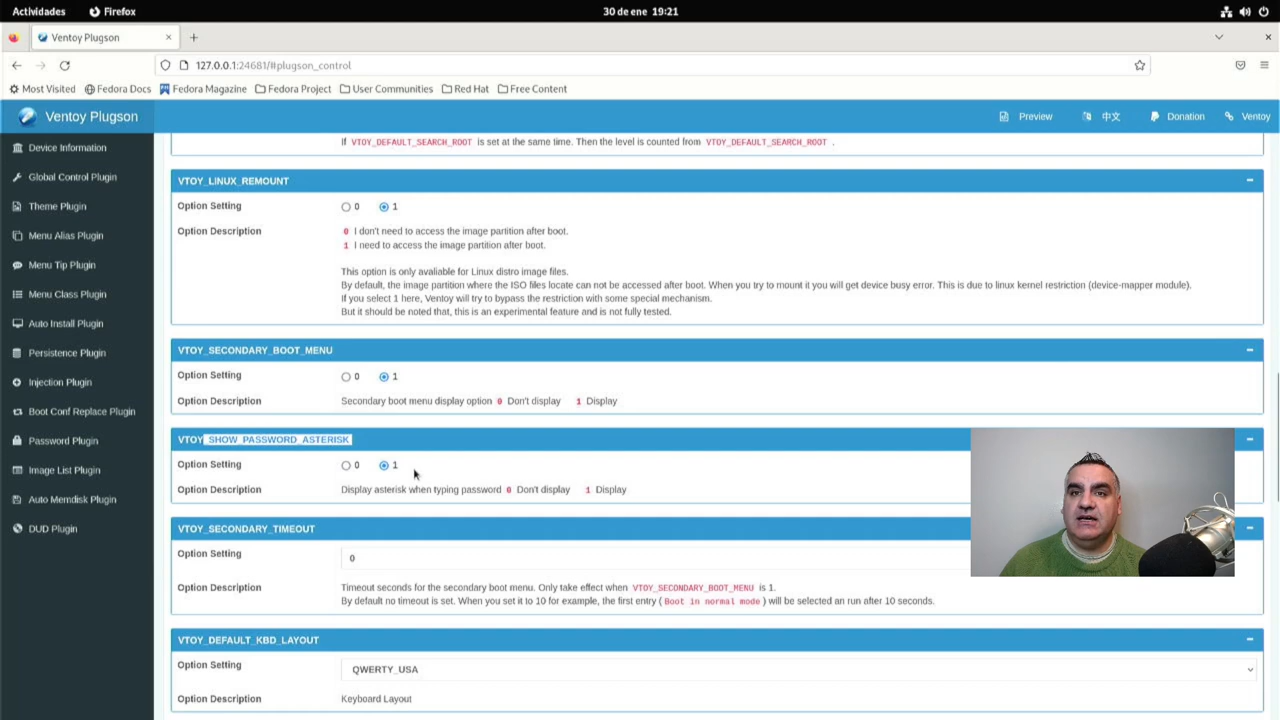 Actividades Firefox 30 de ene 19:21
Ventoy Plugson
127.0.0.1:24681/#plugson_control
Most Visited Fedora Docs Fedora Magazine Fedora Project User Communities Red Hat Free Content
Ventoy Plugson Preview 中文 Donation Ventoy
Device Information
Global Control Plugin
Theme Plugin
Menu Alias Plugin
Menu Tip Plugin
Menu Class Plugin
Auto Install Plugin
Persistence Plugin
Injection Plugin
Boot Conf Replace Plugin
Password Plugin
Image List Plugin
Auto Memdisk Plugin
DUD Plugin
If VTOY_DEFAULT_SEARCH_ROOT is set at the same time. Then the level is counted from VTOY_DEFAULT_SEARCH_ROOT .
VTOY_LINUX_REMOUNT
Option Setting 0 1
Option Description 0 I don't need to access the image partition after boot.
1 I need to access the image partition after boot.
This option is only avaliable for Linux distro image files.
By default, the image partition where the ISO files locate can not be accessed after boot. When you try to mount it you will get device busy error. This is due to linux kernel restriction (device-mapper module).
If you select 1 here, Ventoy will try to bypass the restriction with some special mechanism.
But it should be noted that, this is an experimental feature and is not fully tested.
VTOY_SECONDARY_BOOT_MENU
Option Setting 0 1
Option Description Secondary boot menu display option 0 Don't display 1 Display
VTOY_SHOW_PASSWORD_ASTERISK
Option Setting 0 1
Option Description Display asterisk when typing password 0 Don't display 1 Display
VTOY_SECONDARY_TIMEOUT
Option Setting 0
Option Description Timeout seconds for the secondary boot menu. Only take effect when VTOY_SECONDARY_BOOT_MENU is 1.
By default no timeout is set. When you set it to 10 for example, the first entry ( Boot in normal mode ) will be selected an run after 10 seconds.
VTOY_DEFAULT_KBD_LAYOUT
Option Setting QWERTY_USA
Option Description Keyboard Layout